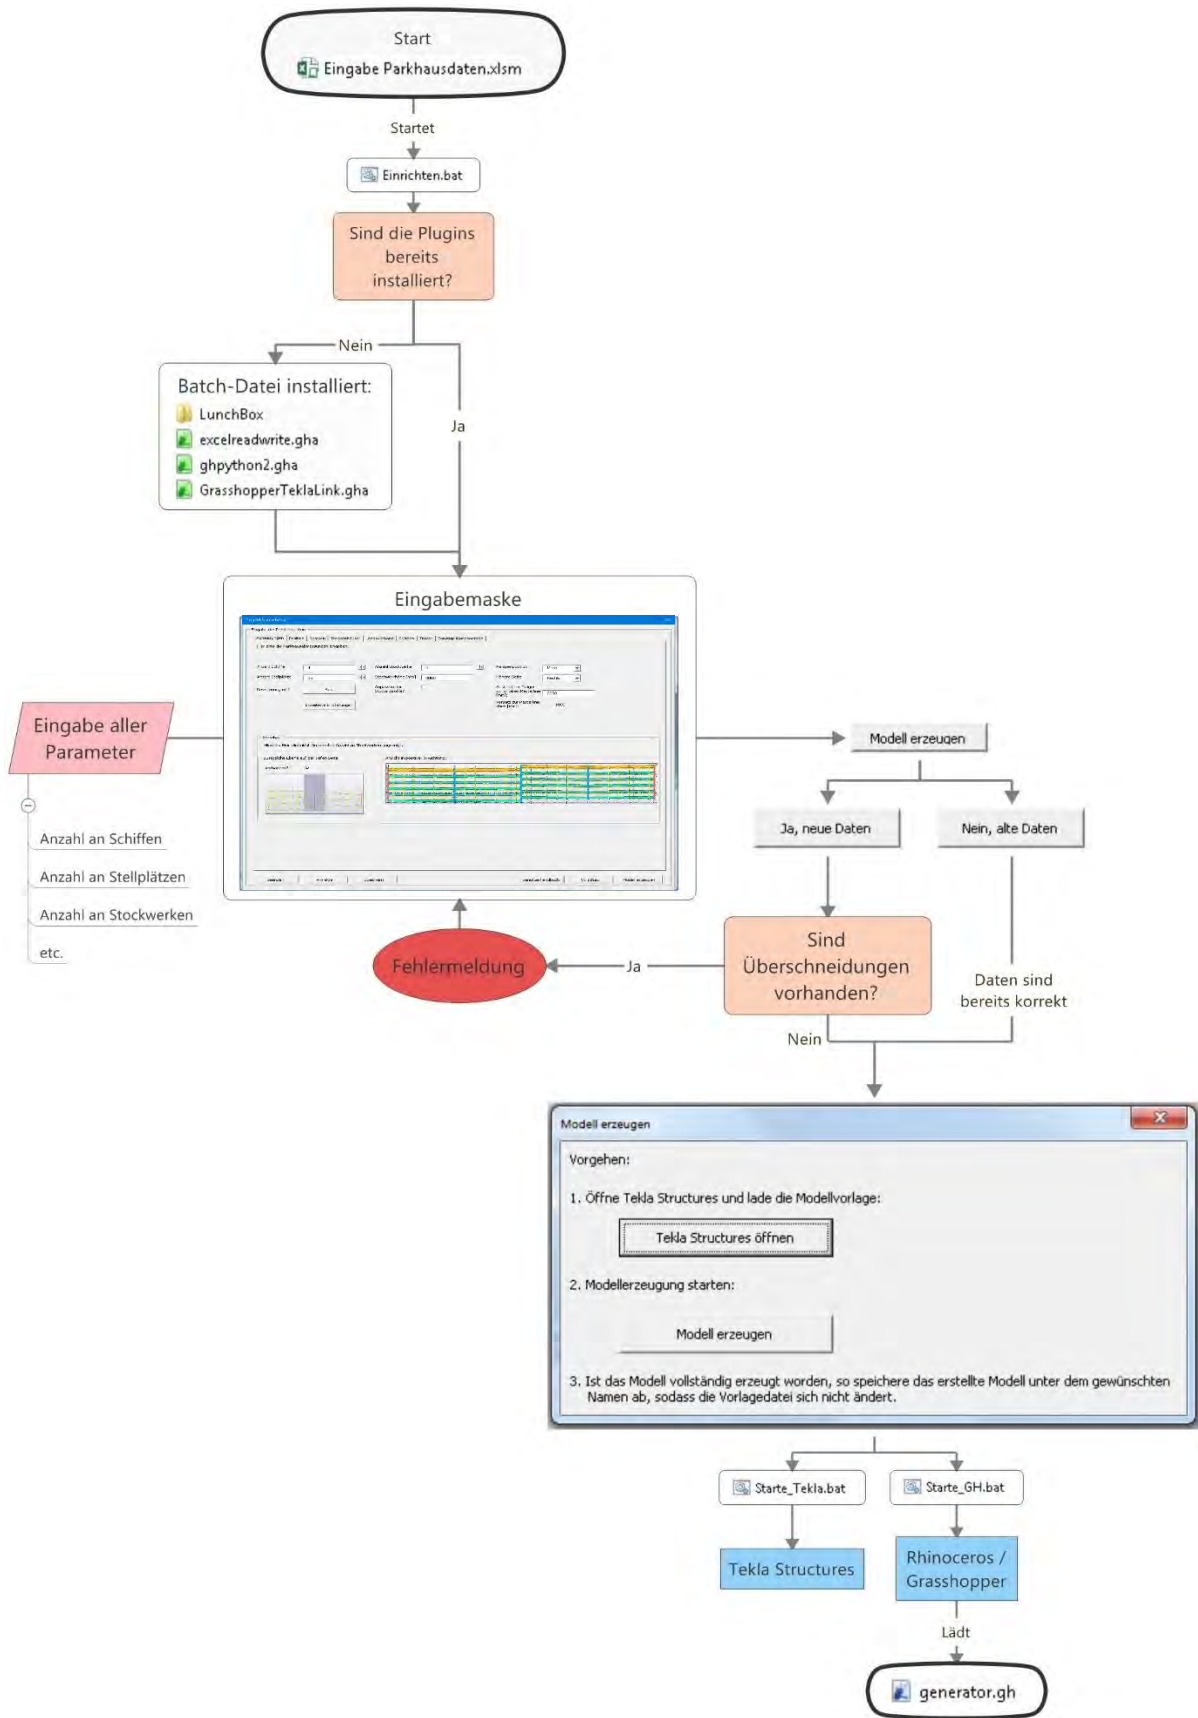 Start
Eingabe Parkhausdaten.xlsm
Startet
Einrichten.bat
Sind die Plugins
bereits
installiert?
Nein
Ja
Batch-Datei installiert:
LunchBox
excelreadwrite.gha
ghpython2.gha
GrasshopperTeklaLink.gha
Eingabemaske
Eingabe aller
Parameter
Anzahl an Schiffen
Anzahl an Stellplätzen
Anzahl an Stockwerken
etc.
Modell erzeugen
Ja, neue Daten
Nein, alte Daten
Sind
Überschneidungen
vorhanden?
Ja
Fehlermeldung
Daten sind
bereits korrekt
Nein
Modell erzeugen
Vorgehen:
1. Öffne Tekla Structures und lade die Modellvorlage:
Tekla Structures öffnen
2. Modellerzeugung starten:
Modell erzeugen
3. Ist das Modell vollständig erzeugt worden, so speichere das erstellte Modell unter dem gewünschten
Namen ab, sodass die Vorlagedatei sich nicht ändert.
Starte_Tekla.bat
Starte_GH.bat
Tekla Structures
Rhinoceros /
Grasshopper
Lädt
generator.gh